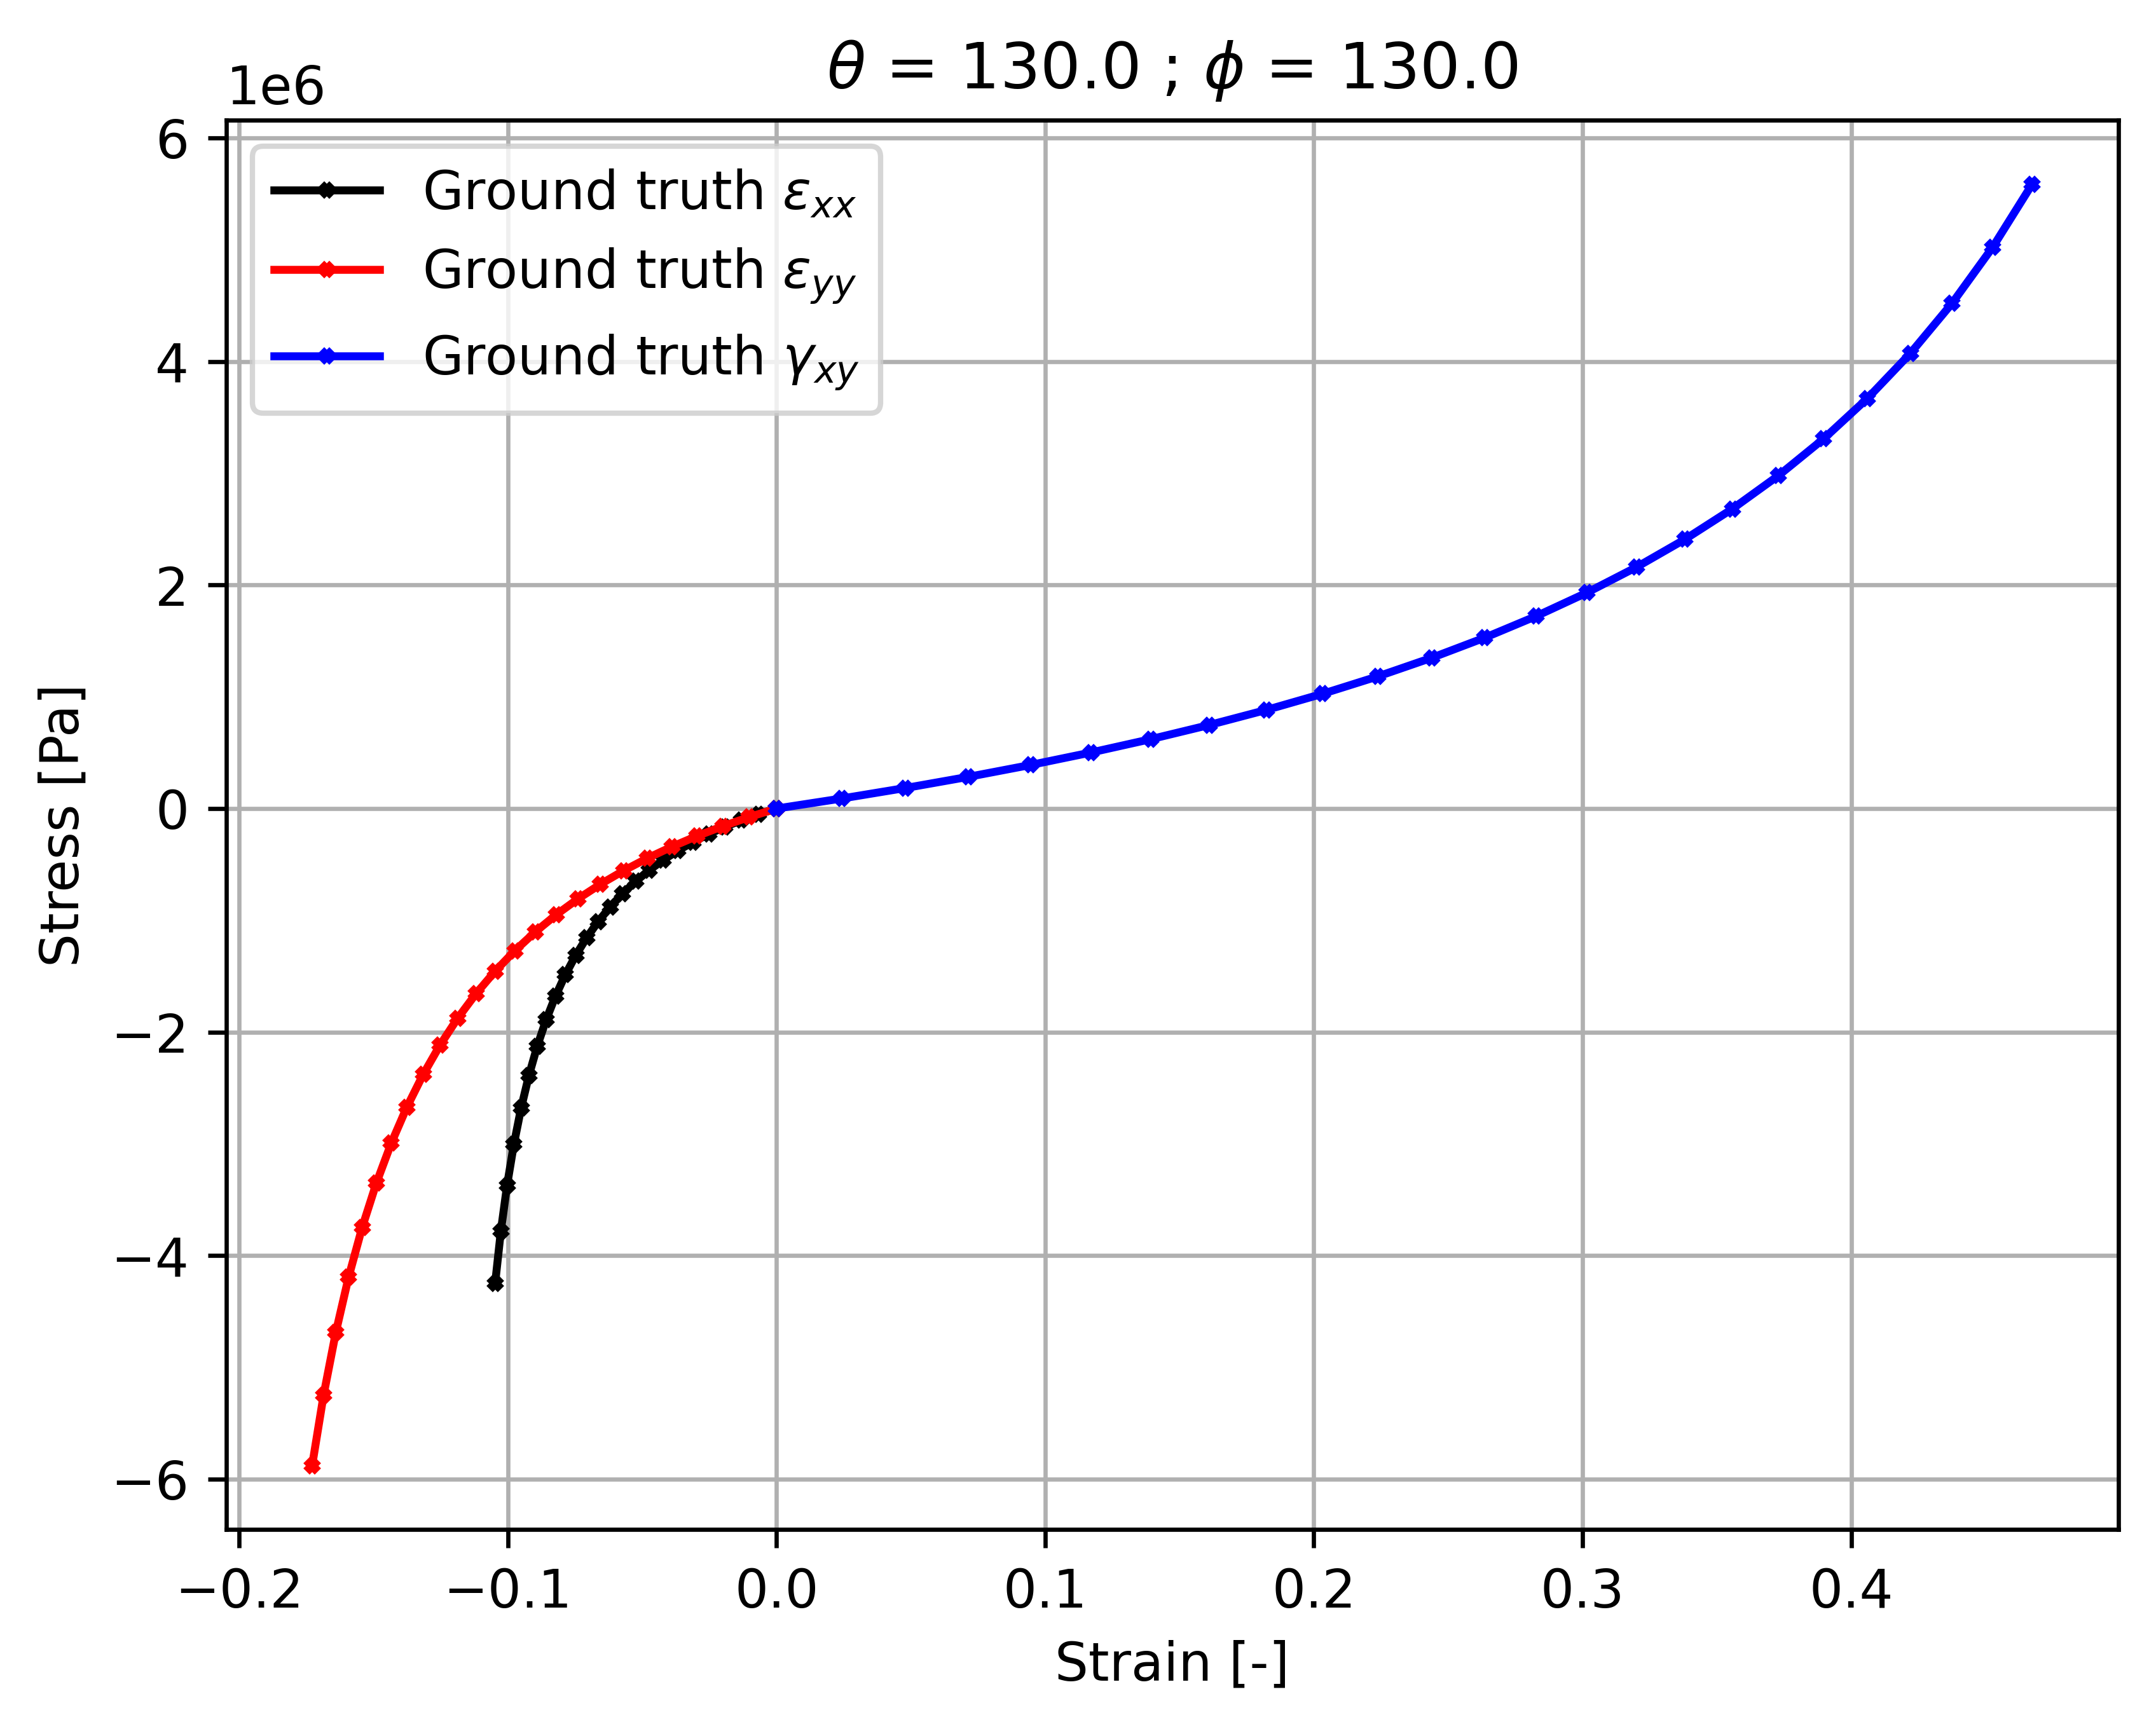 θ = 130.0 ; ϕ = 130.0
1e6
6
4
2
0
−2
−4
−6
Ground truth εxx
Ground truth εyy
Ground truth γxy
Stress [Pa]
−0.2 −0.1 0.0 0.1 0.2 0.3 0.4
Strain [-]